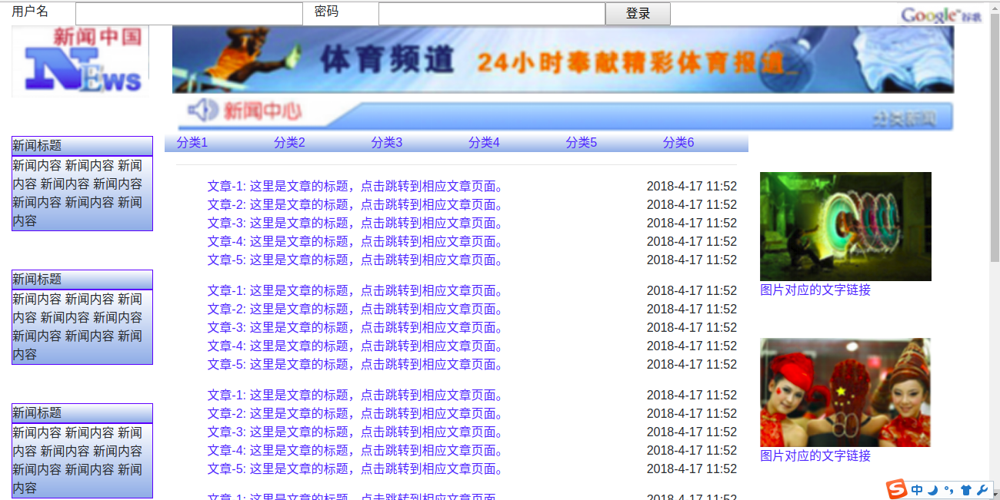 用户名 密码 登录 Google 谷歌
新闻中国
NEWS
体育频道 24小时奉献精彩体育报道_
新闻中心 分类新闻
分类1 分类2 分类3 分类4 分类5 分类6
新闻标题
新闻内容 新闻内容 新闻
内容 新闻内容 新闻内容
新闻内容 新闻内容 新闻
内容
新闻标题
新闻内容 新闻内容 新闻
内容 新闻内容 新闻内容
新闻内容 新闻内容 新闻
内容
新闻标题
新闻内容 新闻内容 新闻
内容 新闻内容 新闻内容
新闻内容 新闻内容 新闻
内容
文章-1: 这里是文章的标题，点击跳转到相应文章页面。 2018-4-17 11:52
文章-2: 这里是文章的标题，点击跳转到相应文章页面。 2018-4-17 11:52
文章-3: 这里是文章的标题，点击跳转到相应文章页面。 2018-4-17 11:52
文章-4: 这里是文章的标题，点击跳转到相应文章页面。 2018-4-17 11:52
文章-5: 这里是文章的标题，点击跳转到相应文章页面。 2018-4-17 11:52
文章-1: 这里是文章的标题，点击跳转到相应文章页面。 2018-4-17 11:52
文章-2: 这里是文章的标题，点击跳转到相应文章页面。 2018-4-17 11:52
文章-3: 这里是文章的标题，点击跳转到相应文章页面。 2018-4-17 11:52
文章-4: 这里是文章的标题，点击跳转到相应文章页面。 2018-4-17 11:52
文章-5: 这里是文章的标题，点击跳转到相应文章页面。 2018-4-17 11:52
文章-1: 这里是文章的标题，点击跳转到相应文章页面。 2018-4-17 11:52
文章-2: 这里是文章的标题，点击跳转到相应文章页面。 2018-4-17 11:52
文章-3: 这里是文章的标题，点击跳转到相应文章页面。 2018-4-17 11:52
文章-4: 这里是文章的标题，点击跳转到相应文章页面。 2018-4-17 11:52
文章-5: 这里是文章的标题，点击跳转到相应文章页面。 2018-4-17 11:52
文章-1: 这里是文章的标题，点击跳转到相应文章页面。 2018-4-17 11:52
图片对应的文字链接
图片对应的文字链接
S 中